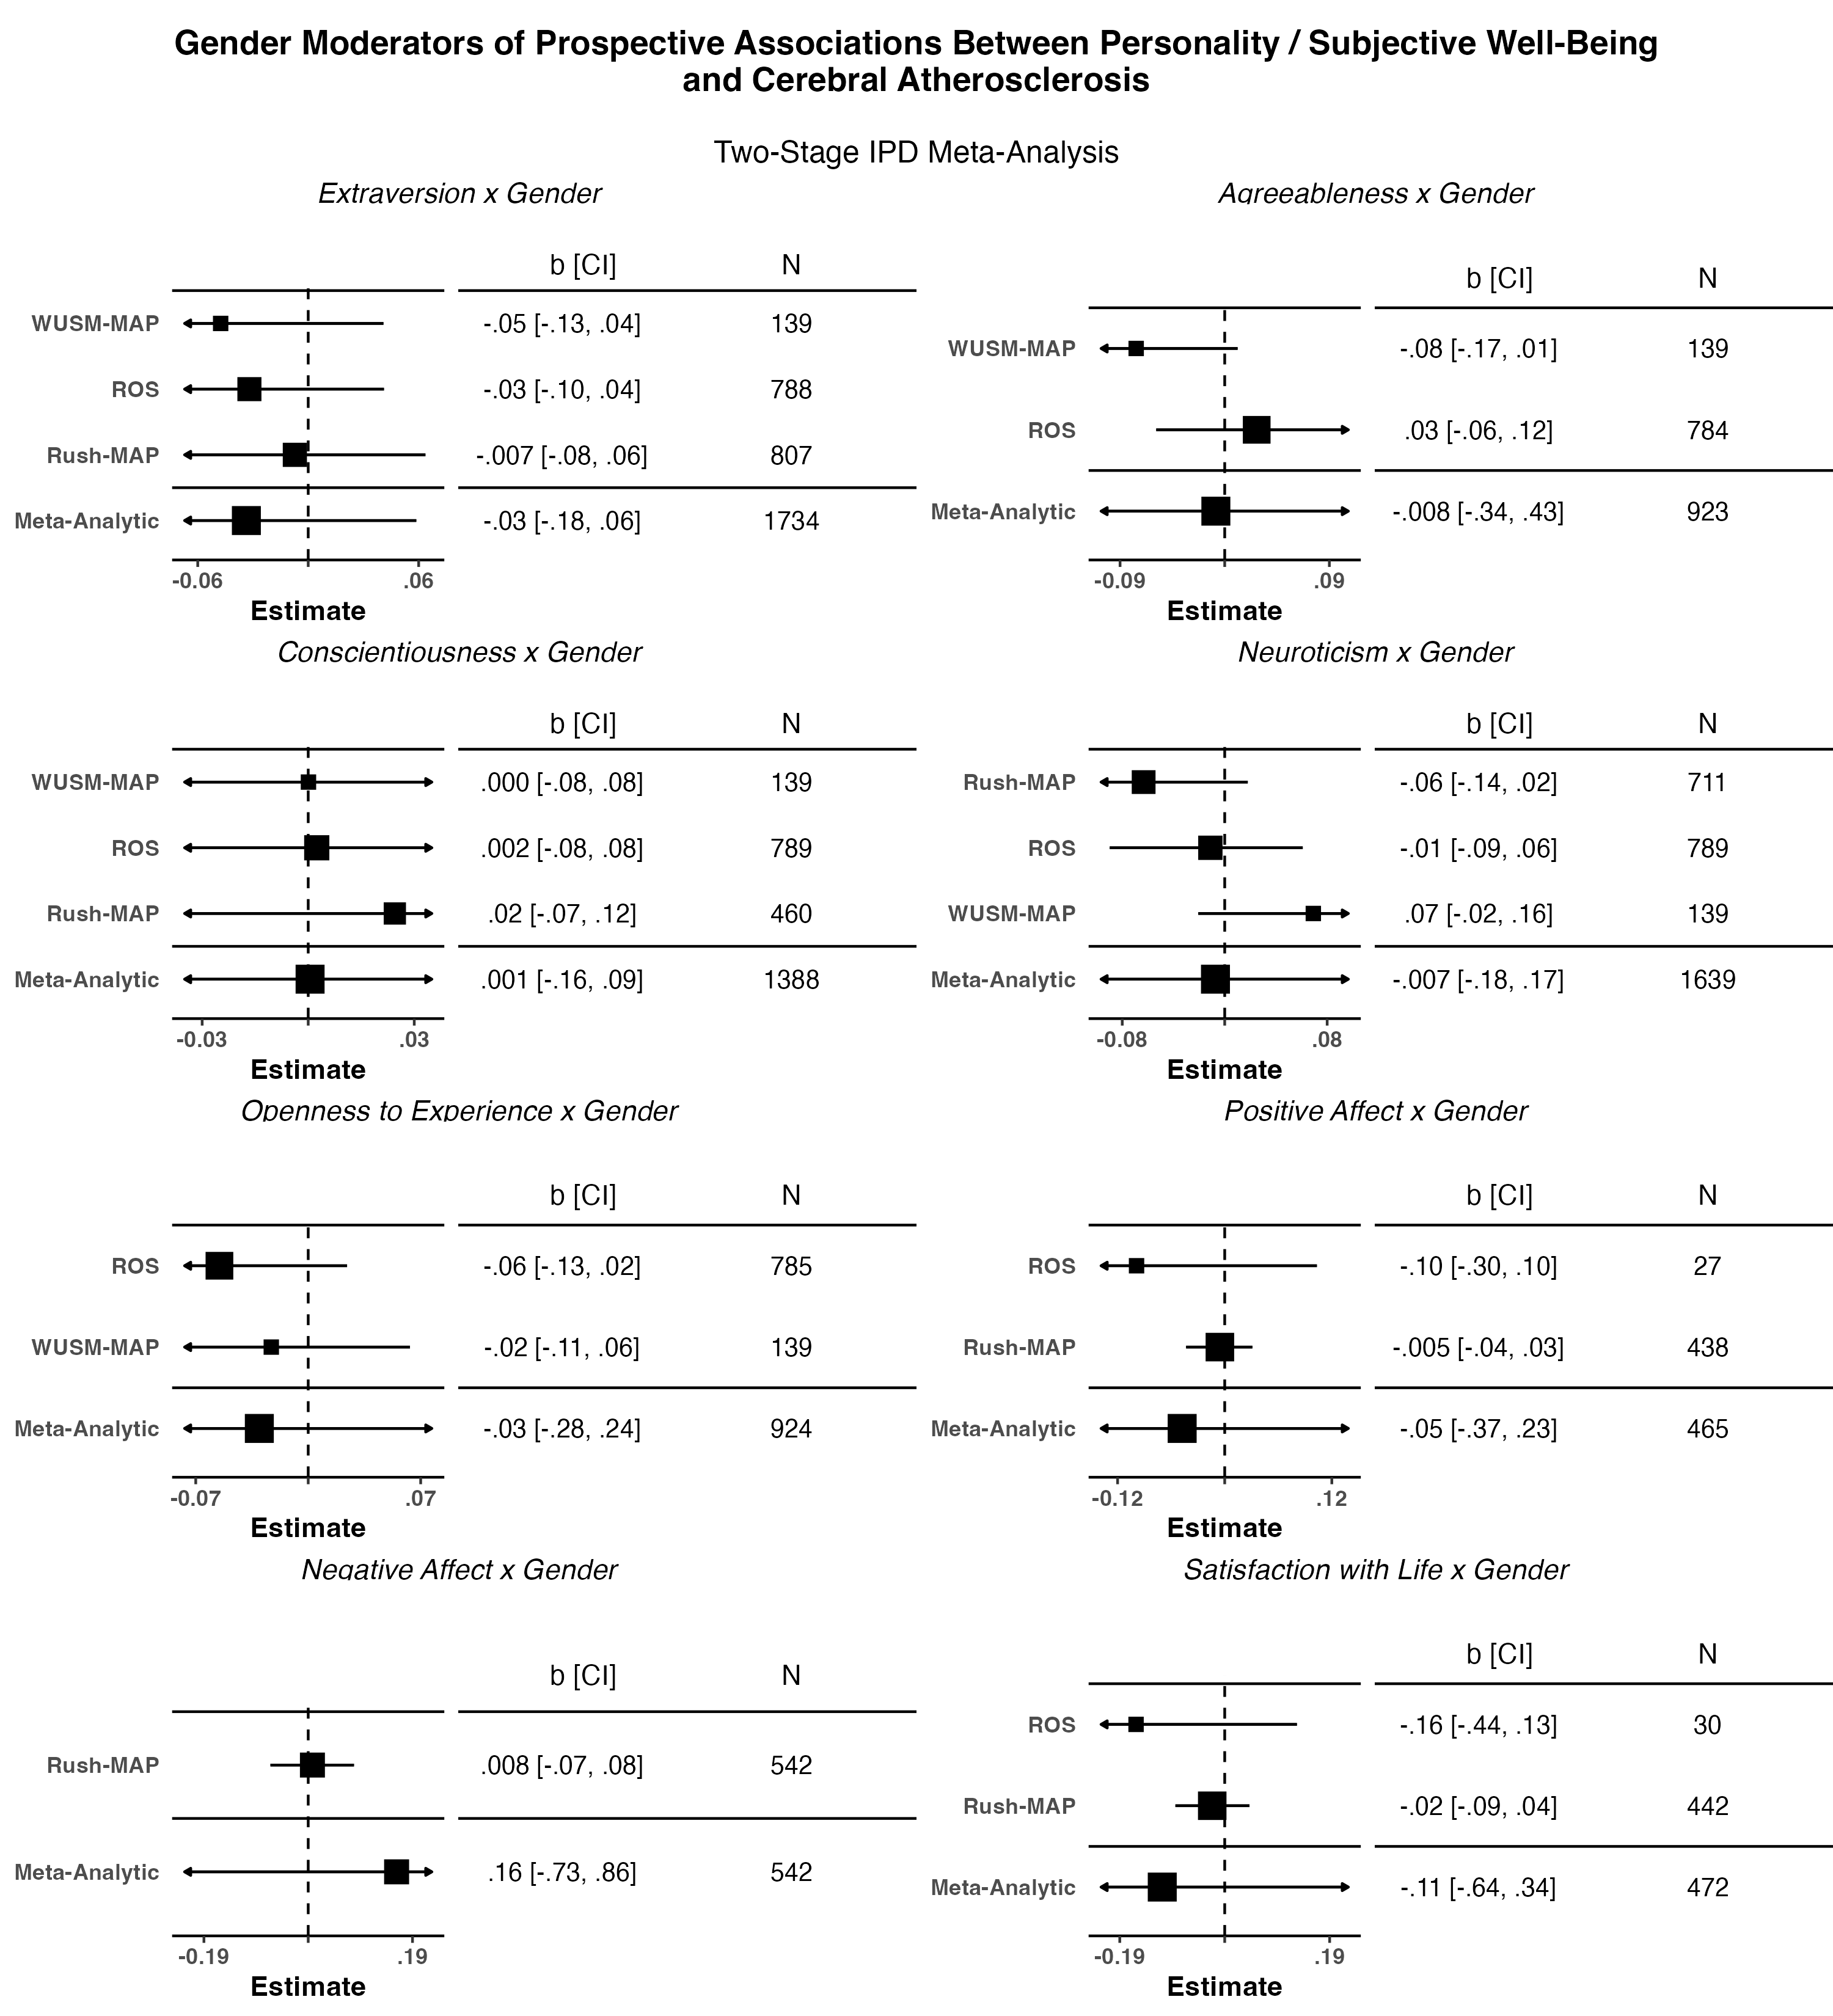 Gender Moderators of Prospective Associations Between Personality / Subjective Well-Being
and Cerebral Atherosclerosis
Two-Stage IPD Meta-Analysis
Extraversion x Gender
b [CI] N
WUSM-MAP -.05 [-.13, .04] 139
ROS -.03 [-.10, .04] 788
Rush-MAP -.007 [-.08, .06] 807
Meta-Analytic -.03 [-.18, .06] 1734
-0.06 .06
Estimate
Agreeableness x Gender
b [CI] N
WUSM-MAP -.08 [-.17, .01] 139
ROS .03 [-.06, .12] 784
Meta-Analytic -.008 [-.34, .43] 923
-0.09 .09
Estimate
Conscientiousness x Gender
b [CI] N
WUSM-MAP .000 [-.08, .08] 139
ROS .002 [-.08, .08] 789
Rush-MAP .02 [-.07, .12] 460
Meta-Analytic .001 [-.16, .09] 1388
-0.03 .03
Estimate
Neuroticism x Gender
b [CI] N
Rush-MAP -.06 [-.14, .02] 711
ROS -.01 [-.09, .06] 789
WUSM-MAP .07 [-.02, .16] 139
Meta-Analytic -.007 [-.18, .17] 1639
-0.08 .08
Estimate
Openness to Experience x Gender
b [CI] N
ROS -.06 [-.13, .02] 785
WUSM-MAP -.02 [-.11, .06] 139
Meta-Analytic -.03 [-.28, .24] 924
-0.07 .07
Estimate
Positive Affect x Gender
b [CI] N
ROS -.10 [-.30, .10] 27
Rush-MAP -.005 [-.04, .03] 438
Meta-Analytic -.05 [-.37, .23] 465
-0.12 .12
Estimate
Negative Affect x Gender
b [CI] N
Rush-MAP .008 [-.07, .08] 542
Meta-Analytic .16 [-.73, .86] 542
-0.19 .19
Estimate
Satisfaction with Life x Gender
b [CI] N
ROS -.16 [-.44, .13] 30
Rush-MAP -.02 [-.09, .04] 442
Meta-Analytic -.11 [-.64, .34] 472
-0.19 .19
Estimate